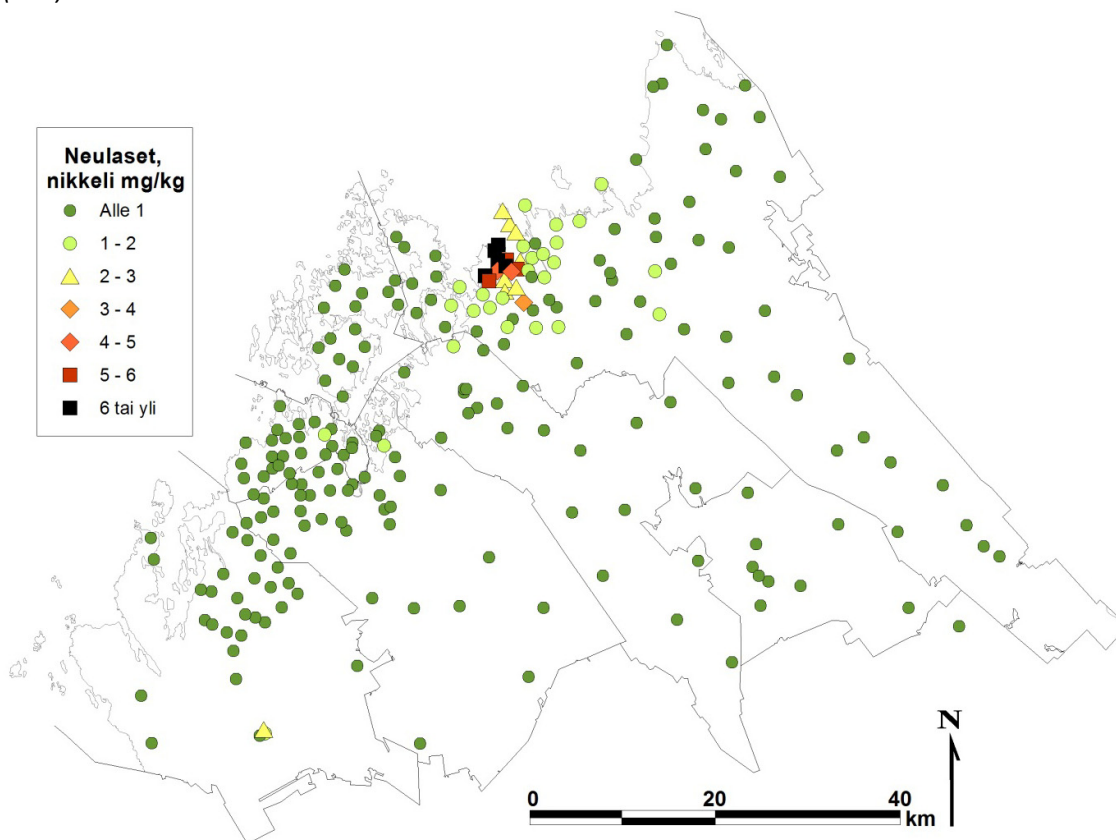 Neulaset,
nikkeli mg/kg
Alle 1
1 - 2
2 - 3
3 - 4
4 - 5
5 - 6
6 tai yli
N
0 20 40
km